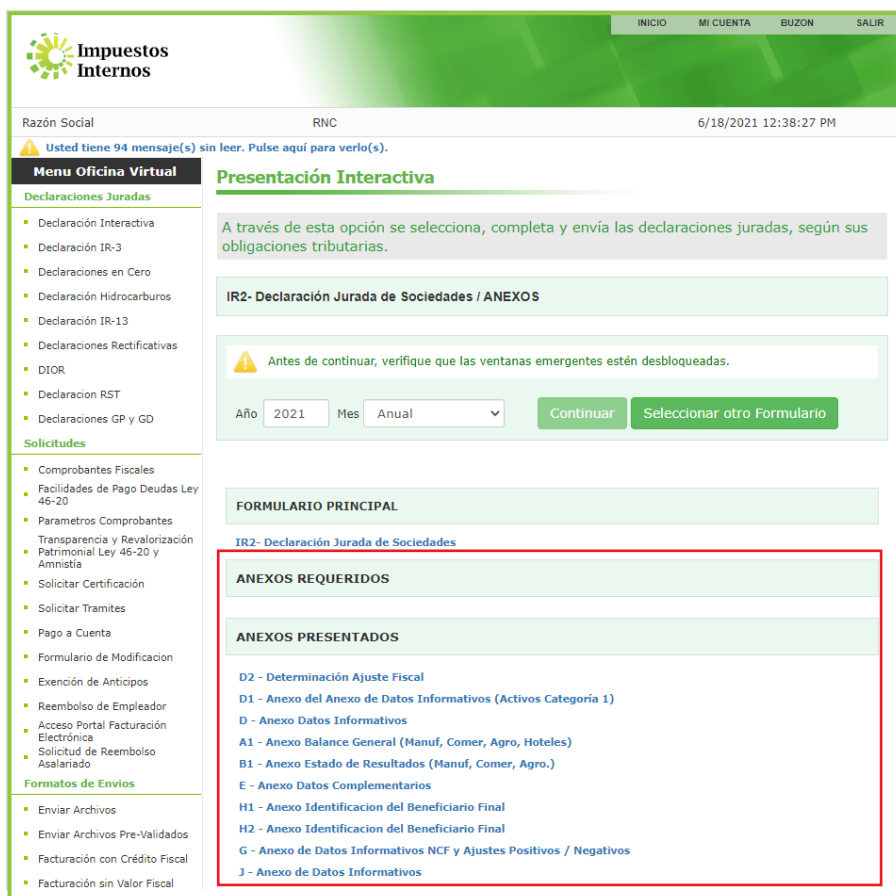 INICIO MI CUENTA BUZON SALIR
Impuestos
Internos
Razón Social RNC 6/18/2021 12:38:27 PM
Usted tiene 94 mensaje(s) sin leer. Pulse aquí para verlo(s).
Menu Oficina Virtual
Declaraciones Juradas
Declaración Interactiva
Declaración IR-3
Declaraciones en Cero
Declaración Hidrocarburos
Declaración IR-13
Declaraciones Rectificativas
DIOR
Declaracion RST
Declaraciones GP y GD
Solicitudes
Comprobantes Fiscales
Facilidades de Pago Deudas Ley
46-20
Parametros Comprobantes
Transparencia y Revalorización
Patrimonial Ley 46-20 y
Amnistía
Solicitar Certificación
Solicitar Tramites
Pago a Cuenta
Formulario de Modificacion
Exención de Anticipos
Reembolso de Empleador
Acceso Portal Facturación
Electrónica
Solicitud de Reembolso
Asalariado
Formatos de Envios
Enviar Archivos
Enviar Archivos Pre-Validados
Facturación con Crédito Fiscal
Facturación sin Valor Fiscal
Presentación Interactiva
A través de esta opción se selecciona, completa y envía las declaraciones juradas, según sus
obligaciones tributarias.
IR2- Declaración Jurada de Sociedades / ANEXOS
Antes de continuar, verifique que las ventanas emergentes estén desbloqueadas.
Año 2021 Mes Anual Continuar Seleccionar otro Formulario
FORMULARIO PRINCIPAL
IR2- Declaración Jurada de Sociedades
ANEXOS REQUERIDOS
ANEXOS PRESENTADOS
D2 - Determinación Ajuste Fiscal
D1 - Anexo del Anexo de Datos Informativos (Activos Categoría 1)
D - Anexo Datos Informativos
A1 - Anexo Balance General (Manuf, Comer, Agro, Hoteles)
B1 - Anexo Estado de Resultados (Manuf, Comer, Agro.)
E - Anexo Datos Complementarios
H1 - Anexo Identificacion del Beneficiario Final
H2 - Anexo Identificacion del Beneficiario Final
G - Anexo de Datos Informativos NCF y Ajustes Positivos / Negativos
J - Anexo de Datos Informativos